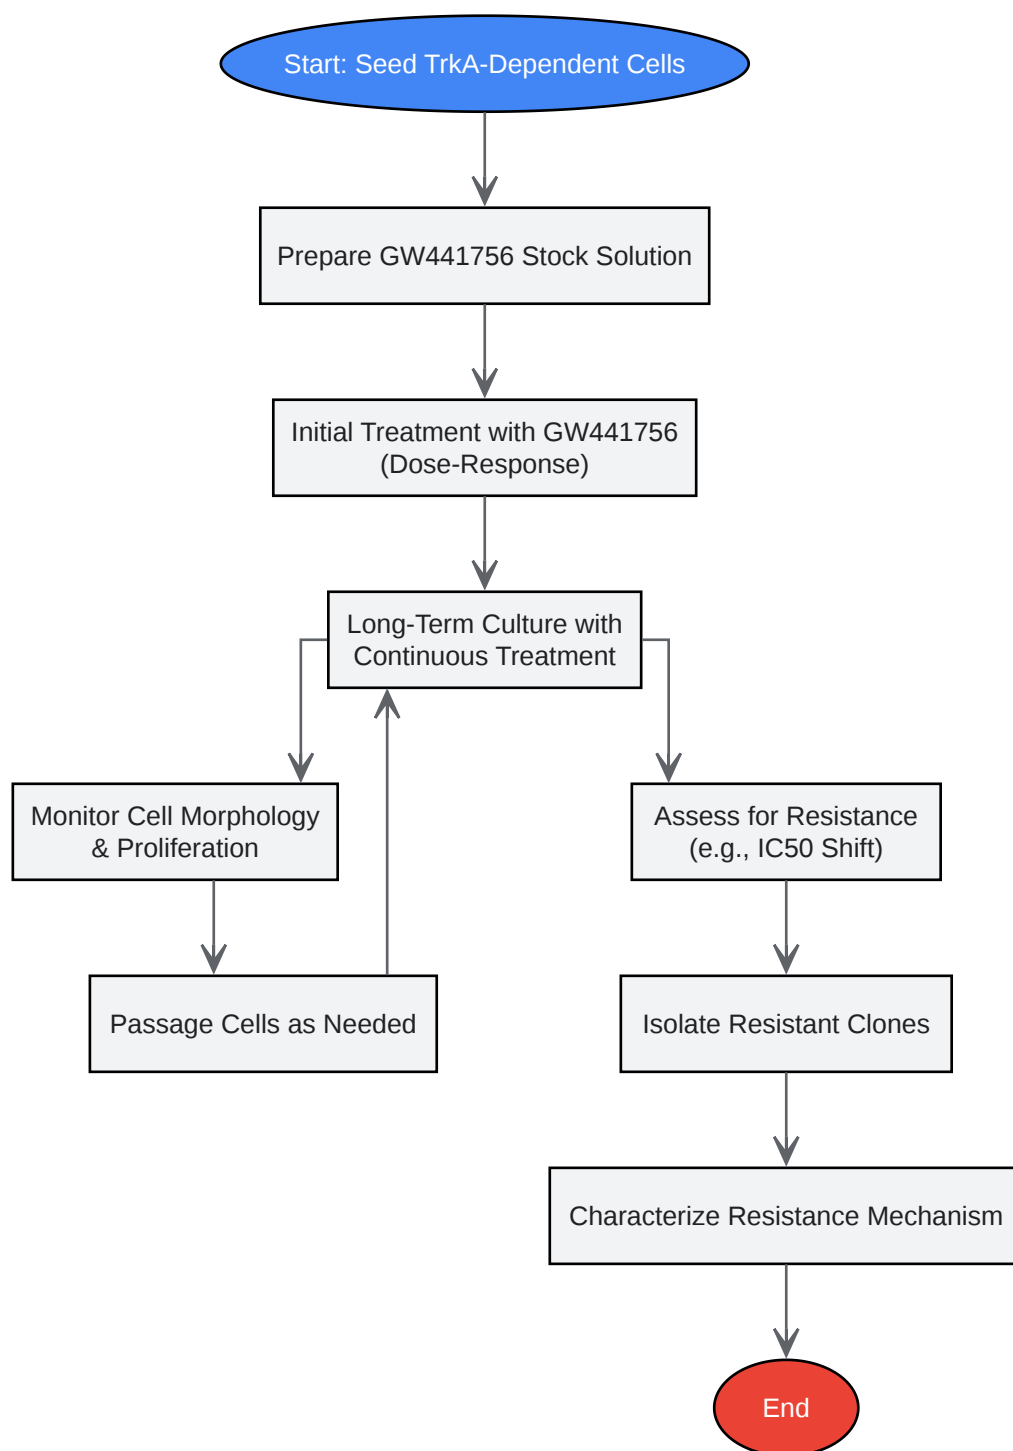 Start: Seed TrkA-Dependent Cells
Prepare GW441756 Stock Solution
Initial Treatment with GW441756
(Dose-Response)
Long-Term Culture with
Continuous Treatment
Monitor Cell Morphology
& Proliferation
Assess for Resistance
(e.g., IC50 Shift)
Passage Cells as Needed
Isolate Resistant Clones
Characterize Resistance Mechanism
End